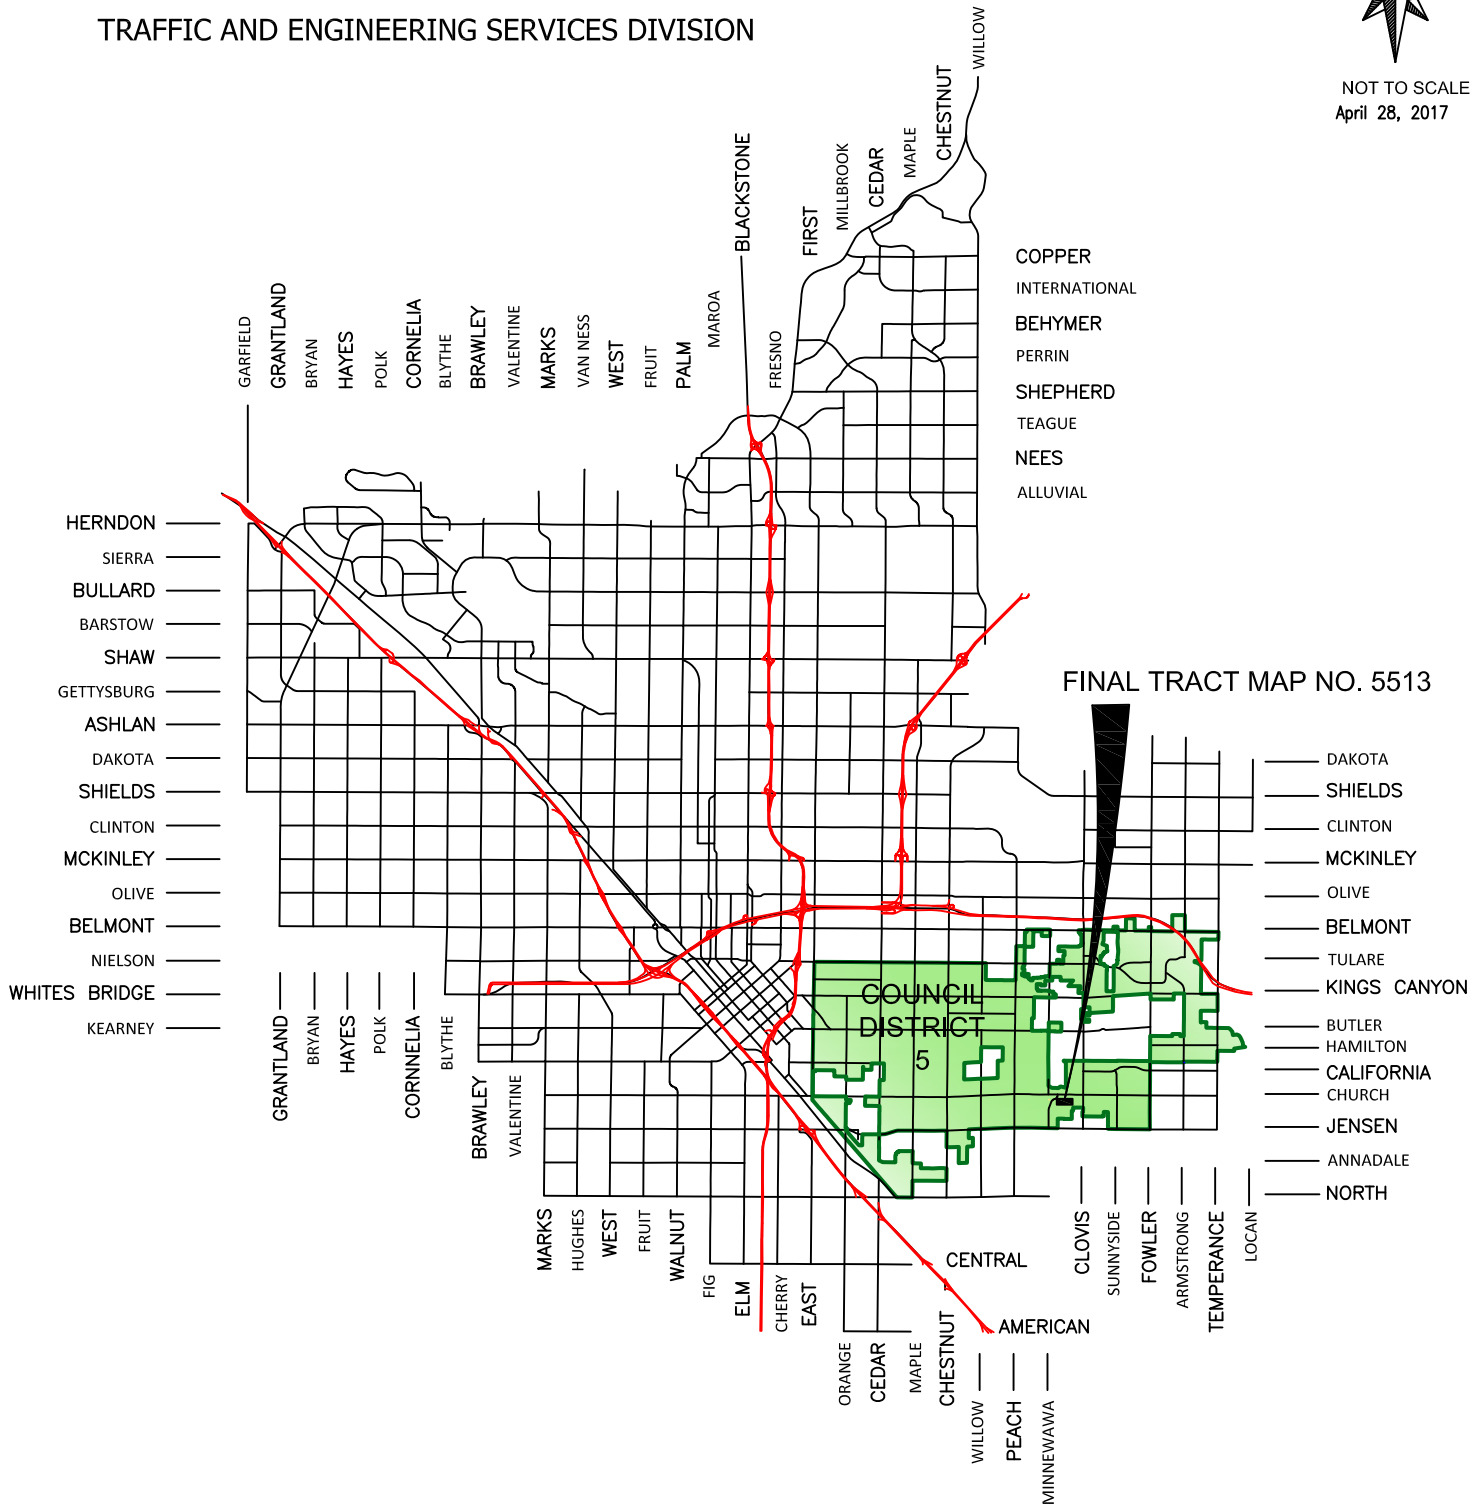 TRAFFIC AND ENGINEERING SERVICES DIVISION
NOT TO SCALE
April 28, 2017
WILLOW
CHESTNUT
MAPLE
CEDAR
MILLBROOK
FIRST
BLACKSTONE
COPPER
INTERNATIONAL
BEHYMER
PERRIN
SHEPHERD
TEAGUE
NEES
ALLUVIAL
GARFIELD
GRANTLAND
BRYAN
HAYES
POLK
CORNELIA
BLYTHE
BRAWLEY
VALENTINE
MARKS
VAN NESS
WEST
FRUIT
PALM
MAROA
FRESNO
HERNDON
SIERRA
BULLARD
BARSTOW
SHAW
GETTYSBURG
ASHLAN
DAKOTA
SHIELDS
CLINTON
MCKINLEY
OLIVE
BELMONT
NIELSON
WHITES BRIDGE
KEARNEY
FINAL TRACT MAP NO. 5513
DAKOTA
SHIELDS
CLINTON
MCKINLEY
OLIVE
BELMONT
TULARE
KINGS CANYON
BUTLER
HAMILTON
CALIFORNIA
CHURCH
JENSEN
ANNADALE
NORTH
COUNCIL
DISTRICT
5
GRANTLAND
BRYAN
HAYES
POLK
CORNNELIA
BLYTHE
BRAWLEY
VALENTINE
MARKS
HUGHES
WEST
FRUIT
WALNUT
FIG
ELM
CHERRY
EAST
ORANGE
CEDAR
MAPLE
CHESTNUT
WILLOW
PEACH
MINNEWAWA
CENTRAL
AMERICAN
CLOVIS
SUNNYSIDE
FOWLER
ARMSTRONG
TEMPERANCE
LOCAN